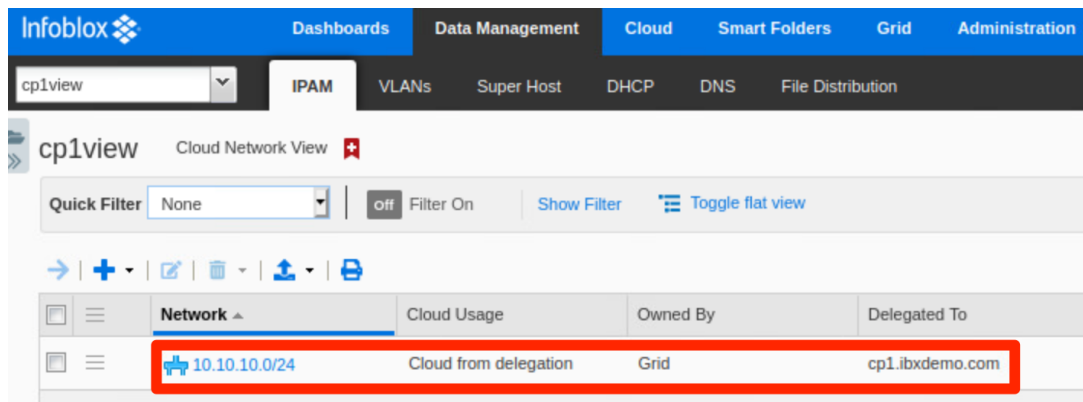 Infoblox Dashboards Data Management Cloud Smart Folders Grid Administration
cp1view IPAM VLANs Super Host DHCP DNS File Distribution
cp1view Cloud Network View
Quick Filter None Off Filter On Show Filter Toggle flat view
Network Cloud Usage Owned By Delegated To
10.10.10.0/24 Cloud from delegation Grid cp1.ibxdemo.com